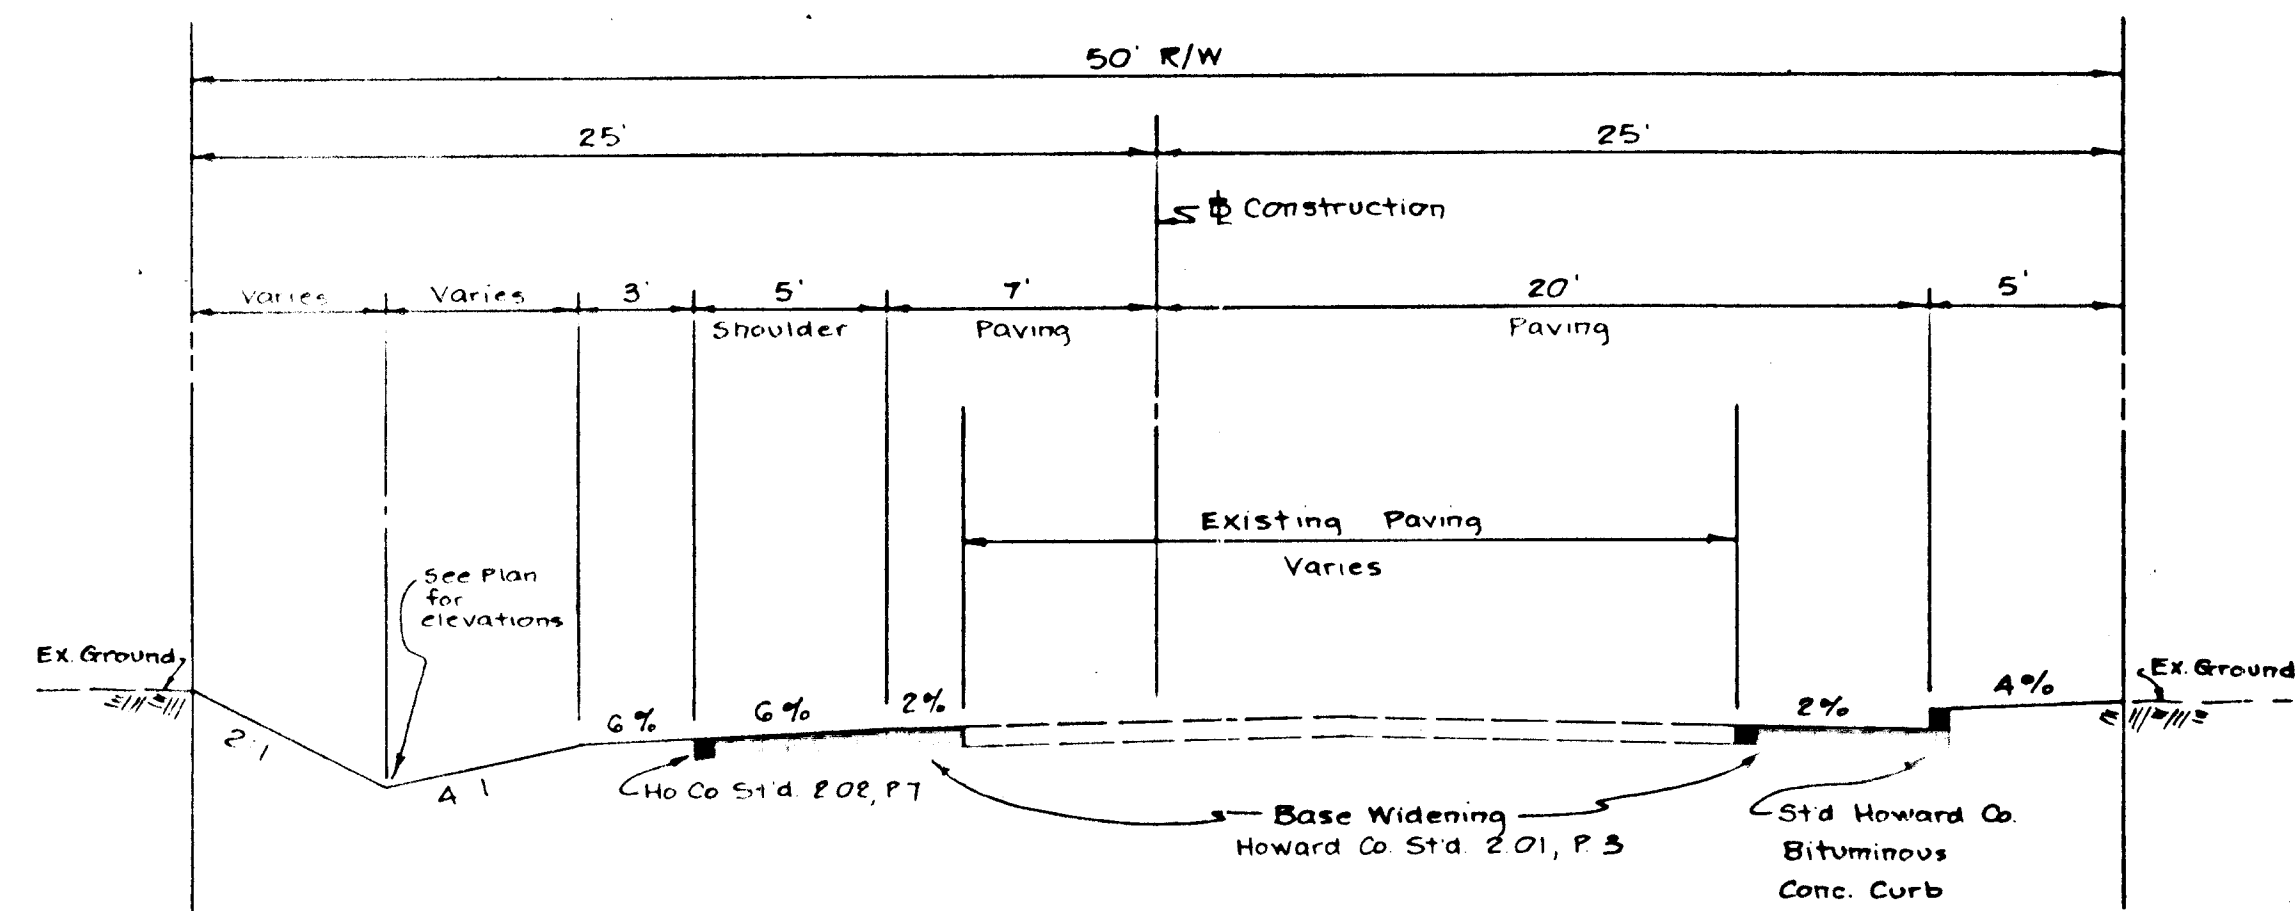 50' R/W
25'
25'
℄ Construction
Varies
Varies
3'
5'
7'
20'
5'
Shoulder
Paving
Paving
Existing Paving
Varies
See Plan
for
elevations
Ex. Ground
Ex. Ground
2:1
4:1
6%
6%
2%
2%
4%
Ho Co St'd. 2.02, P 7
Base Widening
Howard Co. St'd. 2.01, P. 3
St'd Howard Co.
Bituminous
Conc. Curb